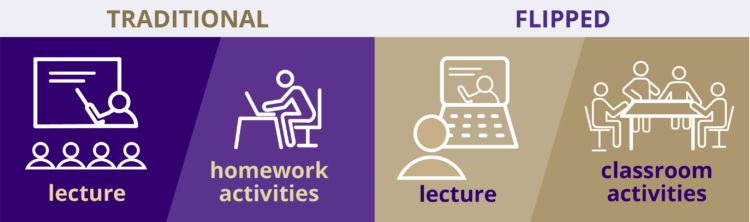 TRADITIONAL
FLIPPED
lecture
homework
activities
lecture
classroom
activities